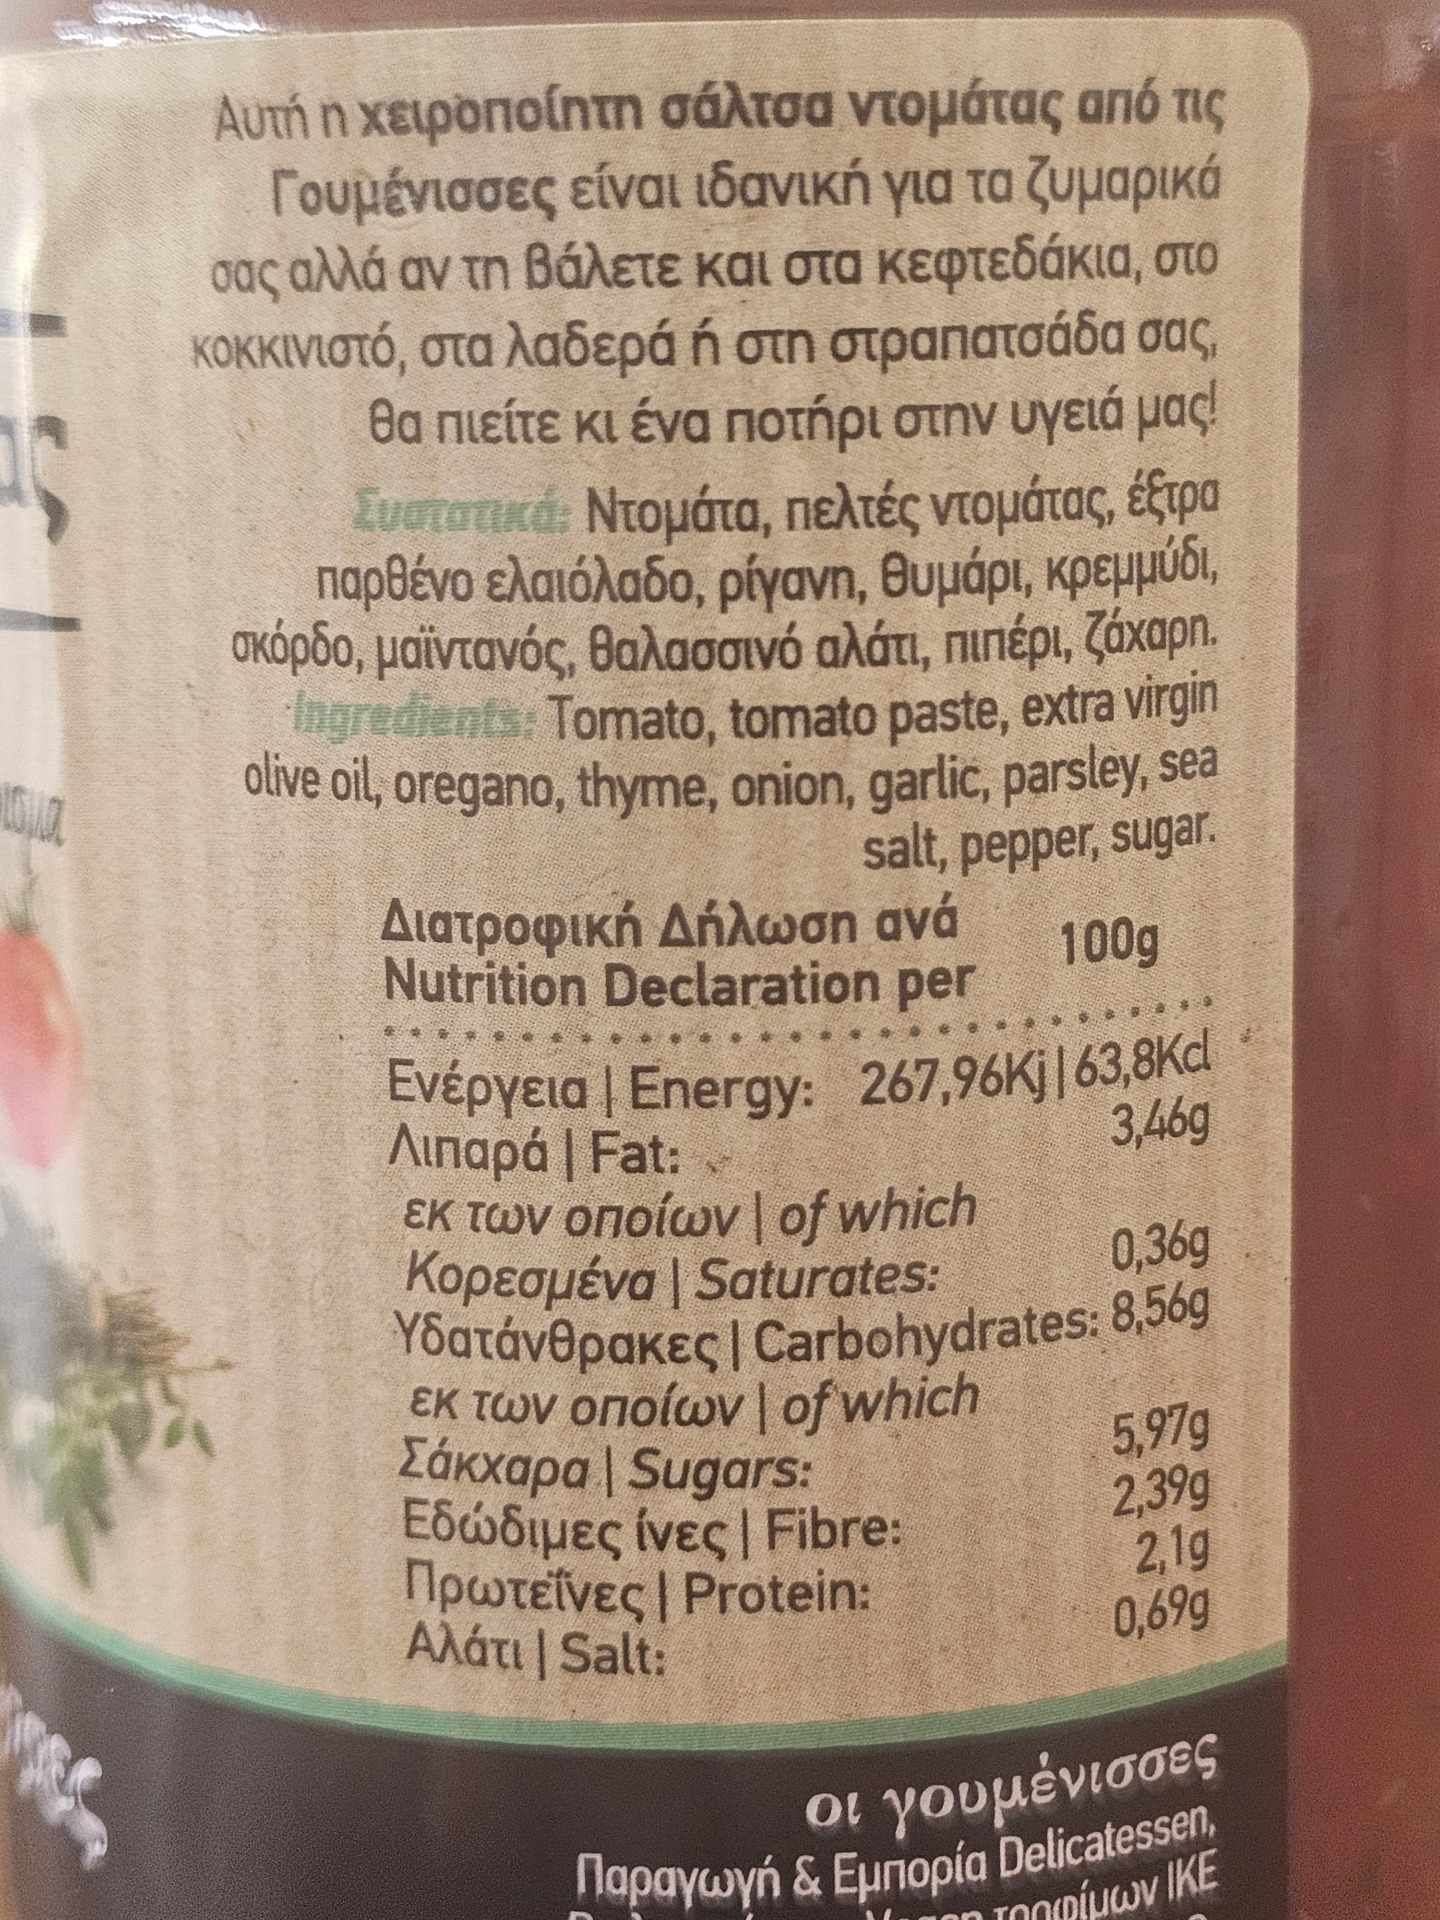 Αυτή η χειροποίητη σάλτσα ντομάτας από τις
Γουμένισσες είναι ιδανική για τα ζυμαρικά
σας αλλά αν τη βάλετε και στα κεφτεδάκια, στο
κοκκινιστό, στα λαδερά ή στη στραπατσάδα σας,
θα πιείτε κι ένα ποτήρι στην υγειά μας!
Συστατικά: Ντομάτα, πελτές ντομάτας, έξτρα
παρθένο ελαιόλαδο, ρίγανη, θυμάρι, κρεμμύδι,
σκόρδο, μαϊντανός, θαλασσινό αλάτι, πιπέρι, ζάχαρη.
Ingredients: Tomato, tomato paste, extra virgin
olive oil, oregano, thyme, onion, garlic, parsley, sea
salt, pepper, sugar.
Διατροφική Δήλωση ανά
Nutrition Declaration per 100g
Ενέργεια | Energy: 267,96Kj | 63,8Kcl
Λιπαρά | Fat: 3,46g
εκ των οποίων | of which
Κορεσμένα | Saturates: 0,36g
Υδατάνθρακες | Carbohydrates: 8,56g
εκ των οποίων | of which
Σάκχαρα | Sugars: 5,97g
Εδώδιμες ίνες | Fibre: 2,39g
Πρωτεΐνες | Protein: 2,1g
Αλάτι | Salt: 0,69g
οι γουμένισσες
Παραγωγή & Εμπορία Delicatessen,
τροφίμων ΙΚΕ